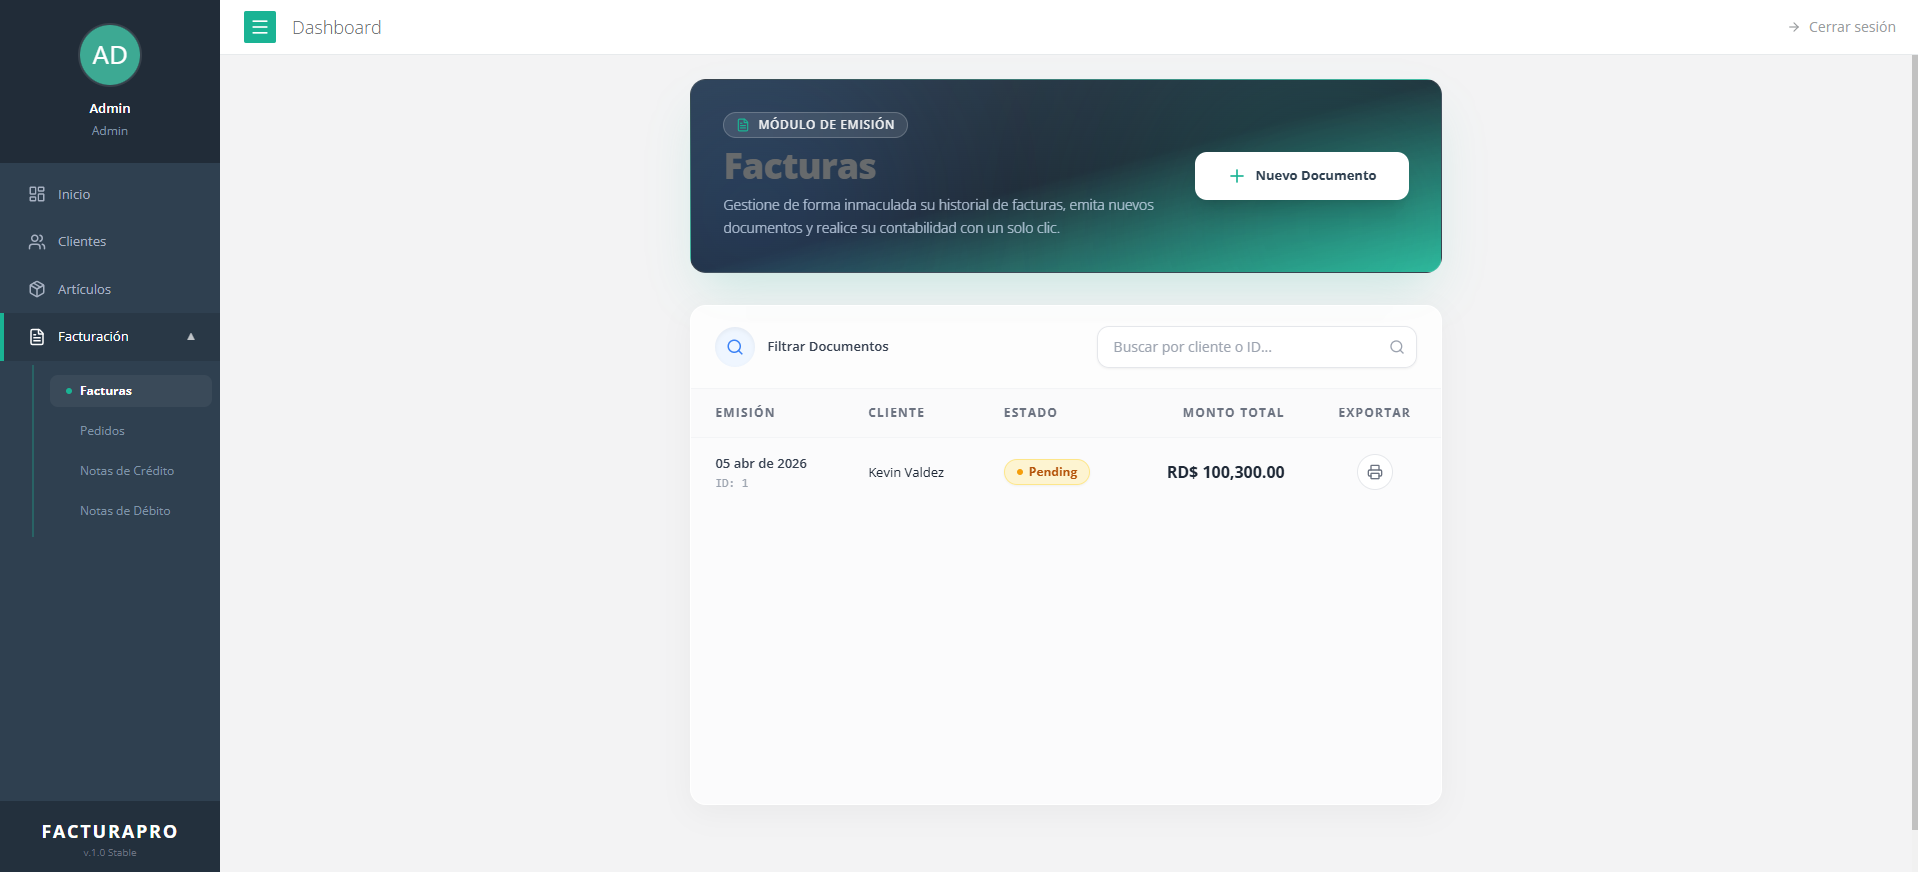 AD
Admin
Admin
Inicio
Clientes
Artículos
Facturación
Facturas
Pedidos
Notas de Crédito
Notas de Débito
FACTURAPRO
v.1.0 Stable
Dashboard
Cerrar sesión
MÓDULO DE EMISIÓN
Facturas
Gestione de forma inmaculada su historial de facturas, emita nuevos
documentos y realice su contabilidad con un solo clic.
Nuevo Documento
Filtrar Documentos
Buscar por cliente o ID...
EMISIÓN CLIENTE ESTADO MONTO TOTAL EXPORTAR
05 abr de 2026
ID: 1
Kevin Valdez
Pending
RD$ 100,300.00